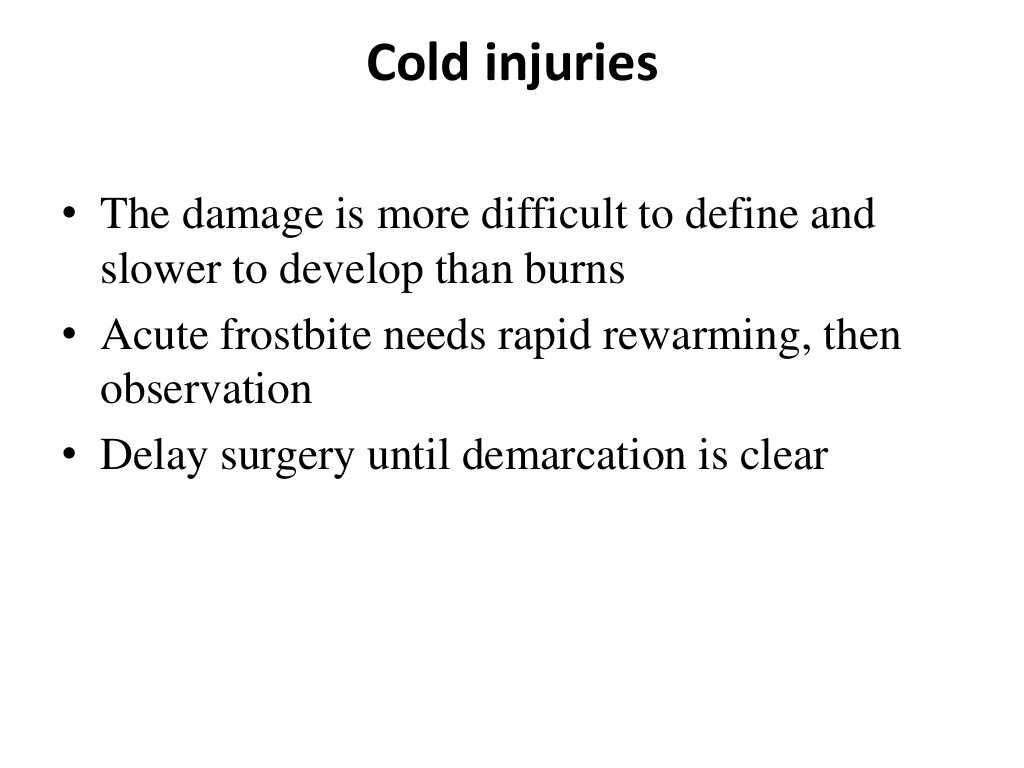 Cold injuries
• The damage is more difficult to define and
slower to develop than burns
• Acute frostbite needs rapid rewarming, then
observation
• Delay surgery until demarcation is clear